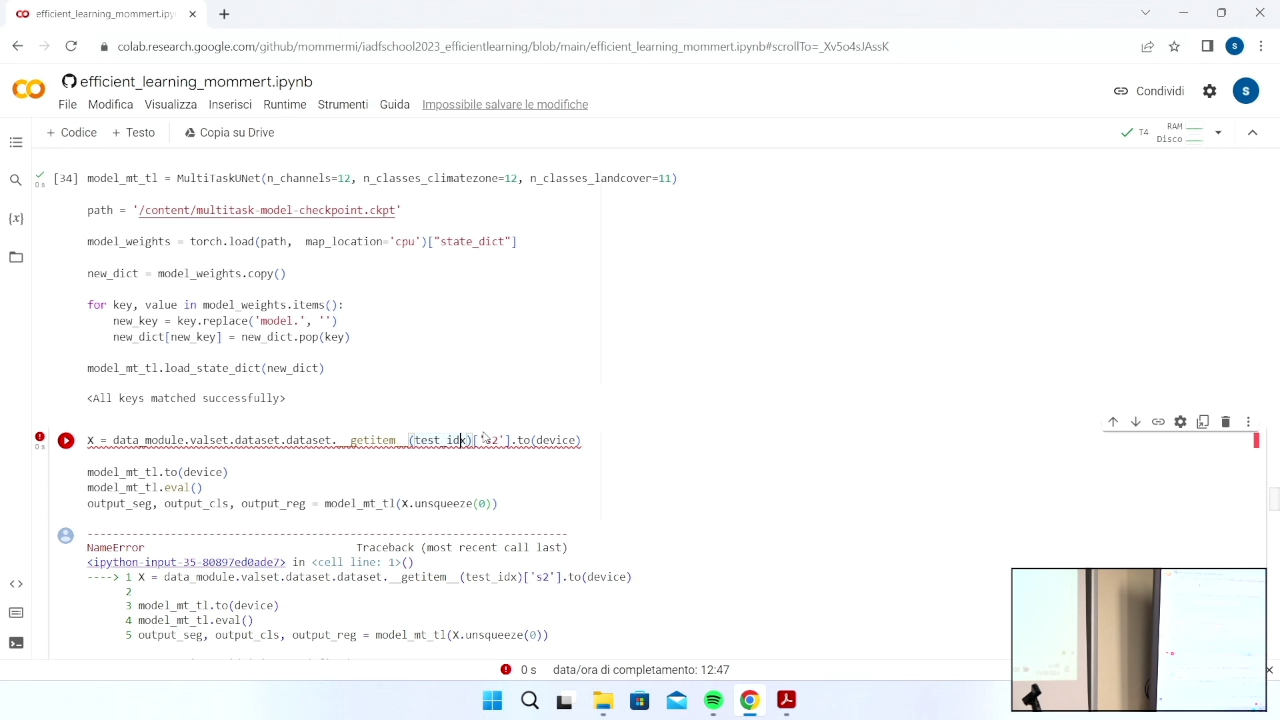 efficient_learning_mommert.ipyn
colab.research.google.com/github/mommermi/iadfschool2023_efficientlearning/blob/main/efficient_learning_mommert.ipynb#scrollTo=_Xv5o4sJAssK
S
efficient_learning_mommert.ipynb
Condividi
S
File Modifica Visualizza Inserisci Runtime Strumenti Guida Impossibile salvare le modifiche
+ Codice + Testo Copia su Drive
T4 RAM Disco
{x}
[34] model_mt_tl = MultiTaskUNet(n_channels=12, n_classes_climatezone=12, n_classes_landcover=11)
0 s
path = '/content/multitask-model-checkpoint.ckpt'
model_weights = torch.load(path, map_location='cpu')["state_dict"]
new_dict = model_weights.copy()
for key, value in model_weights.items():
new_key = key.replace('model.', '')
new_dict[new_key] = new_dict.pop(key)
model_mt_tl.load_state_dict(new_dict)
<All keys matched successfully>
X = data_module.valset.dataset.dataset.__getitem__(test_idx)['s2'].to(device)
0 s
model_mt_tl.to(device)
model_mt_tl.eval()
output_seg, output_cls, output_reg = model_mt_tl(X.unsqueeze(0))
---------------------------------------------------------------------------
NameError Traceback (most recent call last)
<ipython-input-35-80897ed0ade7> in <cell line: 1>()
----> 1 X = data_module.valset.dataset.dataset.__getitem__(test_idx)['s2'].to(device)
2
3 model_mt_tl.to(device)
4 model_mt_tl.eval()
5 output_seg, output_cls, output_reg = model_mt_tl(X.unsqueeze(0))
0 s data/ora di completamento: 12:47